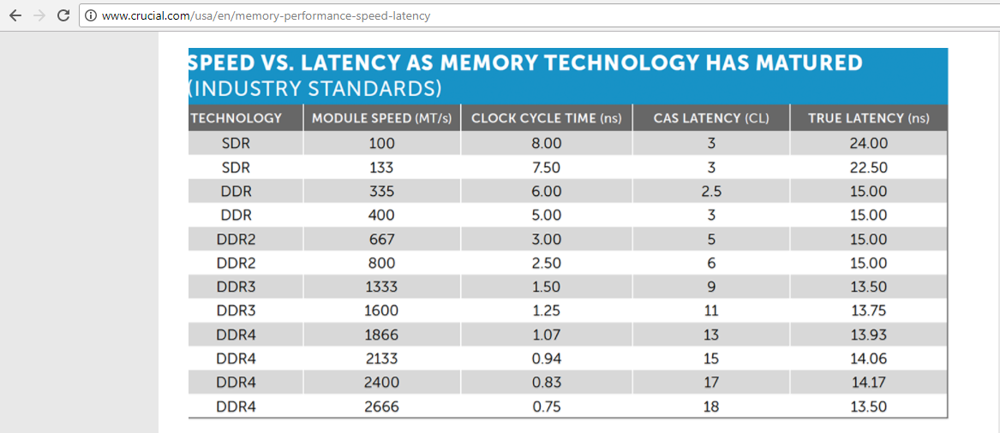 www.crucial.com/usa/en/memory-performance-speed-latency
SPEED VS. LATENCY AS MEMORY TECHNOLOGY HAS MATURED
(INDUSTRY STANDARDS)
TECHNOLOGY MODULE SPEED (MT/s) CLOCK CYCLE TIME (ns) CAS LATENCY (CL) TRUE LATENCY (ns)
SDR 100 8.00 3 24.00
SDR 133 7.50 3 22.50
DDR 335 6.00 2.5 15.00
DDR 400 5.00 3 15.00
DDR2 667 3.00 5 15.00
DDR2 800 2.50 6 15.00
DDR3 1333 1.50 9 13.50
DDR3 1600 1.25 11 13.75
DDR4 1866 1.07 13 13.93
DDR4 2133 0.94 15 14.06
DDR4 2400 0.83 17 14.17
DDR4 2666 0.75 18 13.50